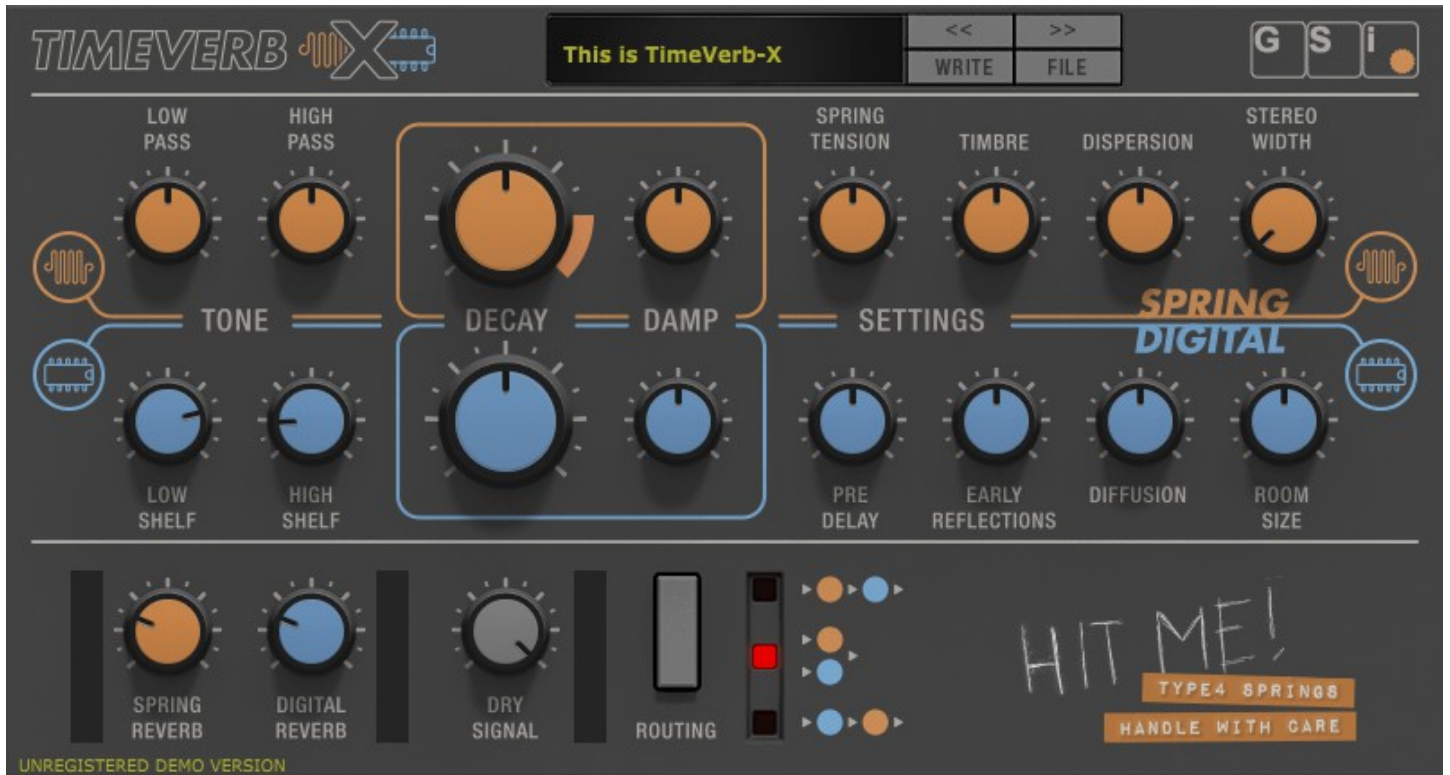 TIMEVERB X
This is TimeVerb-X
<< >>
WRITE FILE
GSi
LOW PASS
HIGH PASS
SPRING TENSION
TIMBRE
DISPERSION
STEREO WIDTH
TONE
DECAY
DAMP
SETTINGS
SPRING
DIGITAL
LOW SHELF
HIGH SHELF
PRE DELAY
EARLY REFLECTIONS
DIFFUSION
ROOM SIZE
SPRING REVERB
DIGITAL REVERB
DRY SIGNAL
ROUTING
HIT ME!
TYPE4 SPRINGS
HANDLE WITH CARE
UNREGISTERED DEMO VERSION